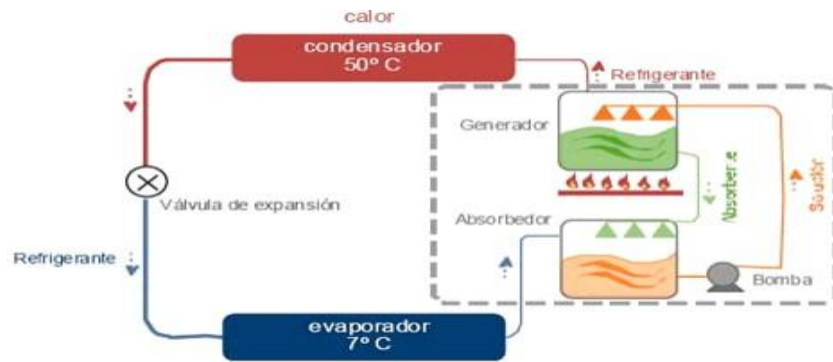 calor
condensador
50º C
Refrigerante
Generador
Absorbedor
Válvula de expansión
Refrigerante
Bomba
evaporador
7º C